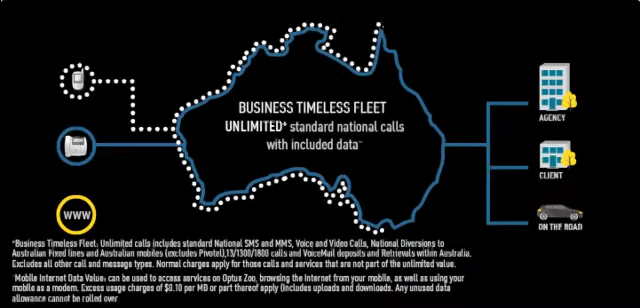 BUSINESS TIMELESS FLEET
UNLIMITED+ standard national calls
with included data~
AGENCY
CLIENT
ON THE ROAD
WWW
+Business Timeless Fleet: Unlimited calls includes standard National SMS and MMS, Voice and Video Calls, National Diversions to
Australian Fixed lines and Australian mobiles (excludes Pivotel),13/1300/1800 calls and VoiceMail deposits and Retrievals within Australia.
Excludes all other call and message types. Normal charges apply for those calls and services that are not part of the unlimited value.
~Mobile Internet Data Value: can be used to access services on Optus Zoo, browsing the Internet from your mobile, as well as using your
mobile as a modem. Excess usage charges of $0.10 per MD or part thereof apply (Includes uploads and downloads. Any unused data
allowance cannot be rolled over